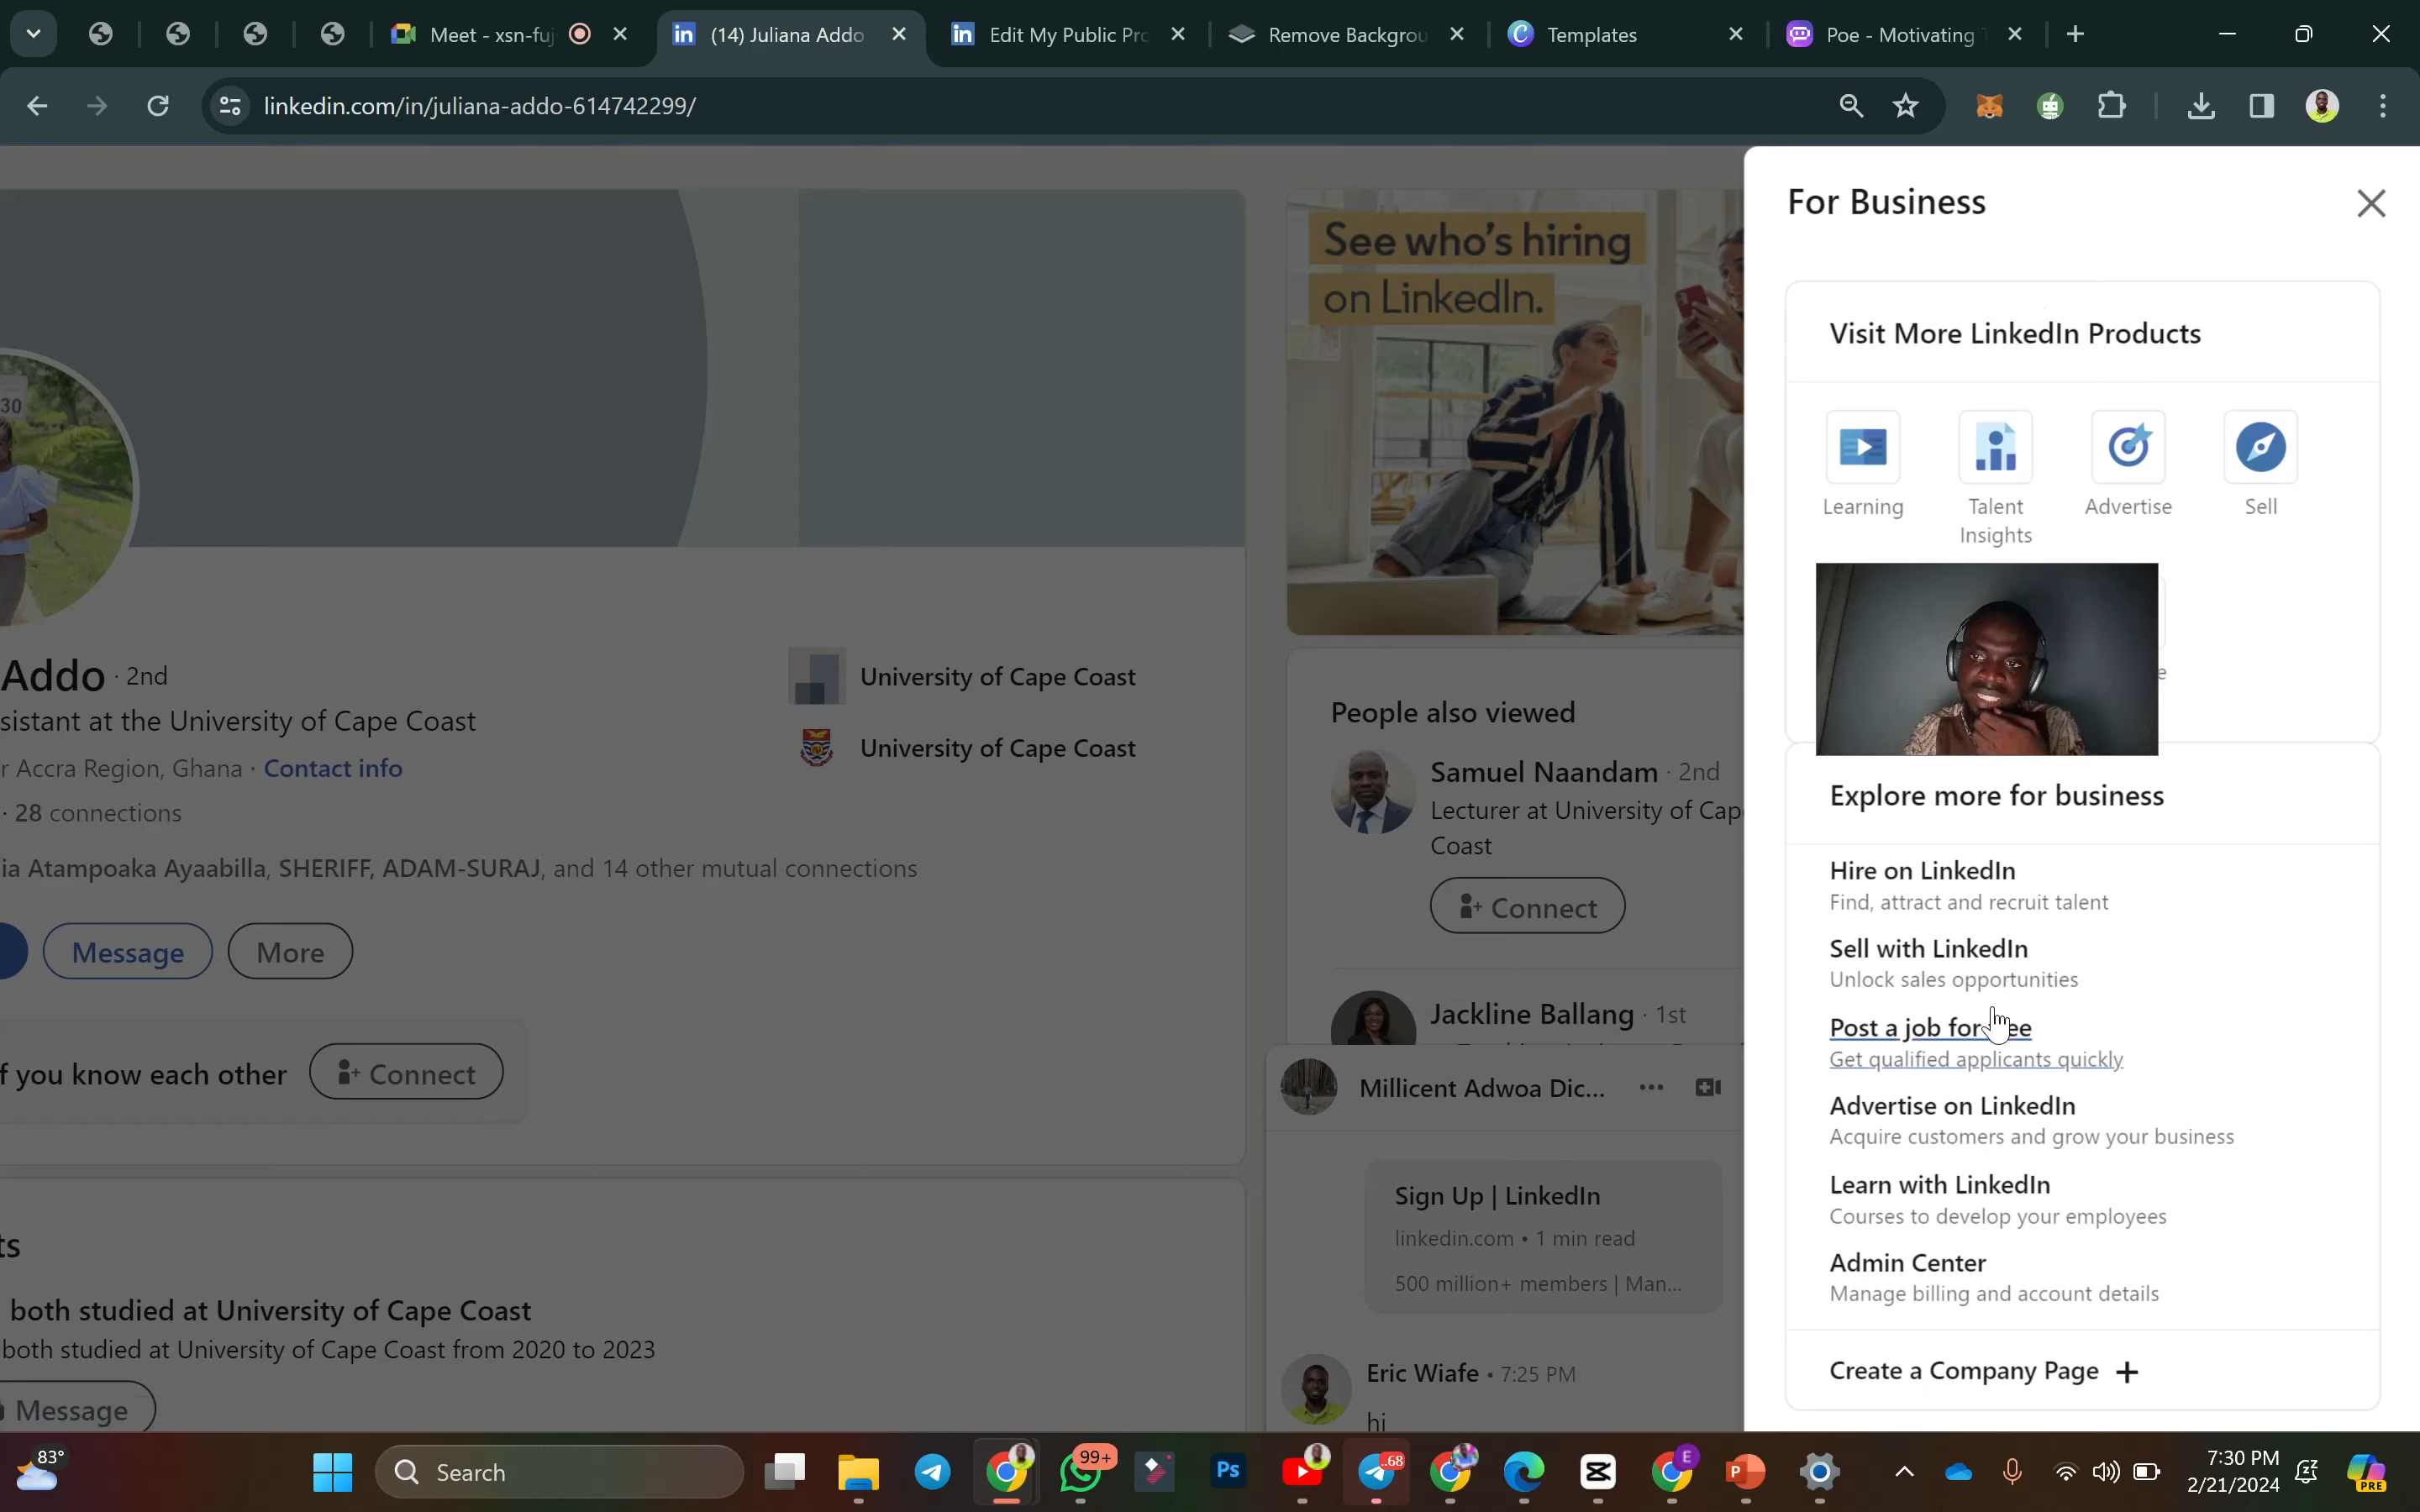 Meet - xsn-fuj
(14) Juliana Addo
Edit My Public Pro
Remove Backgrou
Templates
Poe - Motivating
linkedin.com/in/juliana-addo-614742299/
30
Addo · 2nd
sistant at the University of Cape Coast
r Accra Region, Ghana · Contact info
· 28 connections
ia Atampoaka Ayaabilla, SHERIFF, ADAM-SURAJ, and 14 other mutual connections
Message
More
University of Cape Coast
University of Cape Coast
f you know each other
Connect
ts
both studied at University of Cape Coast
both studied at University of Cape Coast from 2020 to 2023
Message
See who's hiring
on LinkedIn.
People also viewed
Samuel Naandam · 2nd
Lecturer at University of Cap
Coast
Connect
Jackline Ballang · 1st
Millicent Adwoa Dic...
Sign Up | LinkedIn
linkedin.com • 1 min read
500 million+ members | Man...
Eric Wiafe • 7:25 PM
hi
For Business
Visit More LinkedIn Products
Learning
Talent
Insights
Advertise
Sell
Explore more for business
Hire on LinkedIn
Find, attract and recruit talent
Sell with LinkedIn
Unlock sales opportunities
Post a job for ee
Get qualified applicants quickly
Advertise on LinkedIn
Acquire customers and grow your business
Learn with LinkedIn
Courses to develop your employees
Admin Center
Manage billing and account details
Create a Company Page +
83°
Search
99+
Ps
..68
E
P
7:30 PM
2/21/2024
PRE